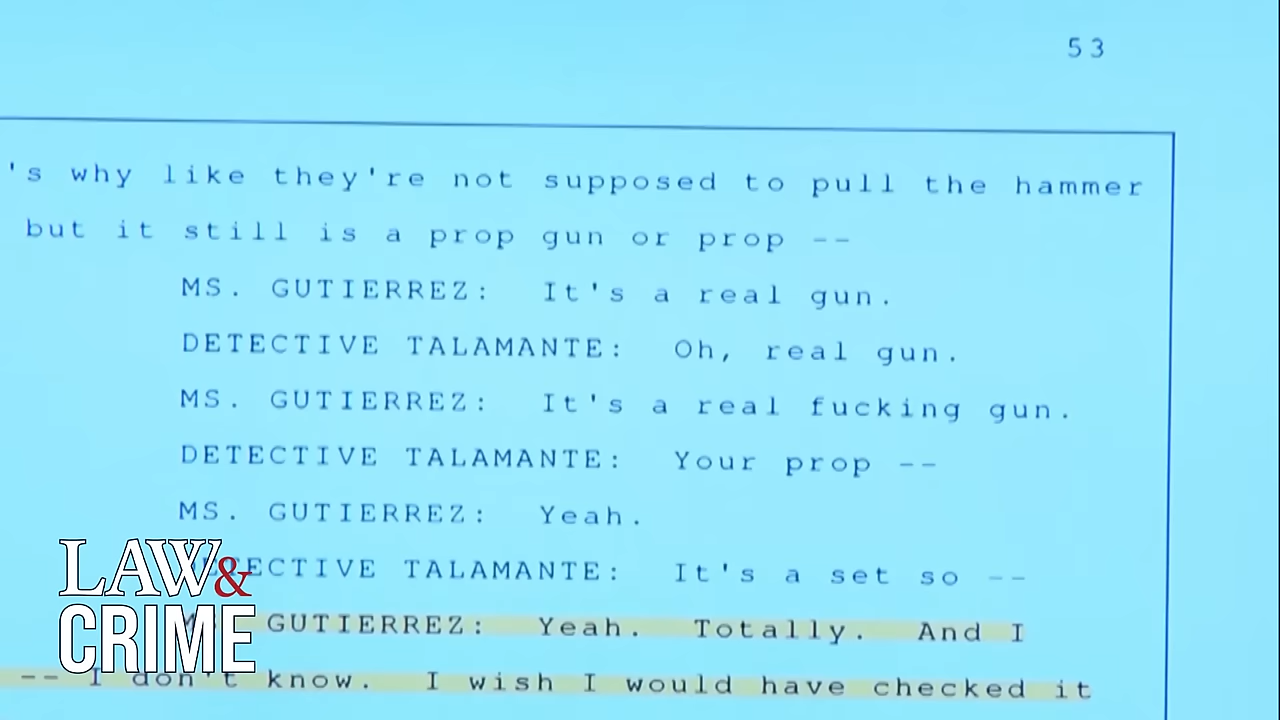 53
's why like they're not supposed to pull the hammer
but it still is a prop gun or prop --
MS. GUTIERREZ: It's a real gun.
DETECTIVE TALAMANTE: Oh, real gun.
MS. GUTIERREZ: It's a real fucking gun.
DETECTIVE TALAMANTE: Your prop --
MS. GUTIERREZ: Yeah.
DETECTIVE TALAMANTE: It's a set so --
MS. GUTIERREZ: Yeah. Totally. And I
-- I don't know. I wish I would have checked it
LAW&
CRIME